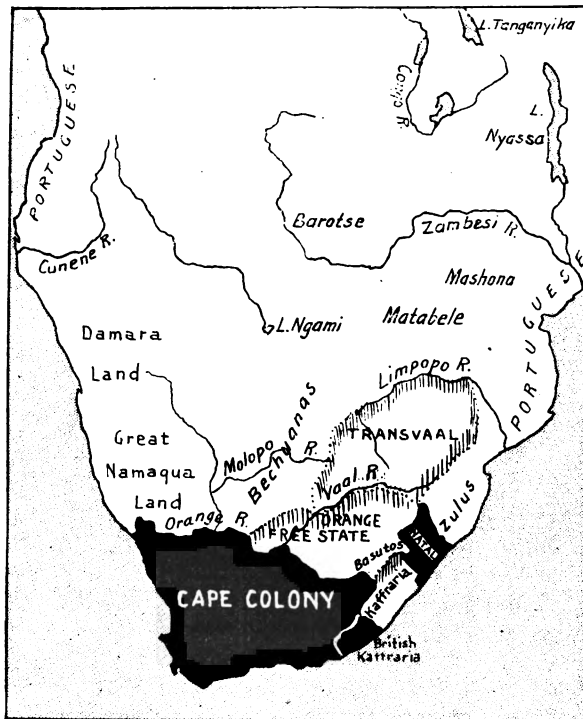 L. Tanganyika
Congo R.
L.
Nyassa
PORTUGUESE
Barotse
Zambesi R.
Cunene R.
Mashona
PORTUGUESE
L. Ngami
Matabele
Damara
Land
Limpopo R.
Great
Namaqua
Land
Molopo R.
Bechuanas
TRANSVAAL
Vaal R.
Orange R.
ORANGE
FREE STATE
Zulus
NATAL
Basutos
Kaffraria
CAPE COLONY
British
Kattraria